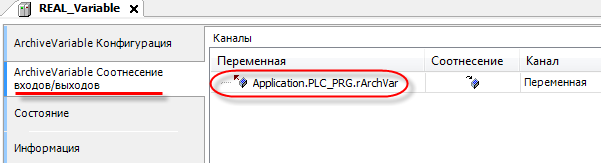 REAL_Variable
ArchiveVariable Конфигурация
ArchiveVariable Соотнесение
входов/выходов
Состояние
Информация
Каналы
Переменная Соотнесение Канал
Application.PLC_PRG.rArchVar Переменная